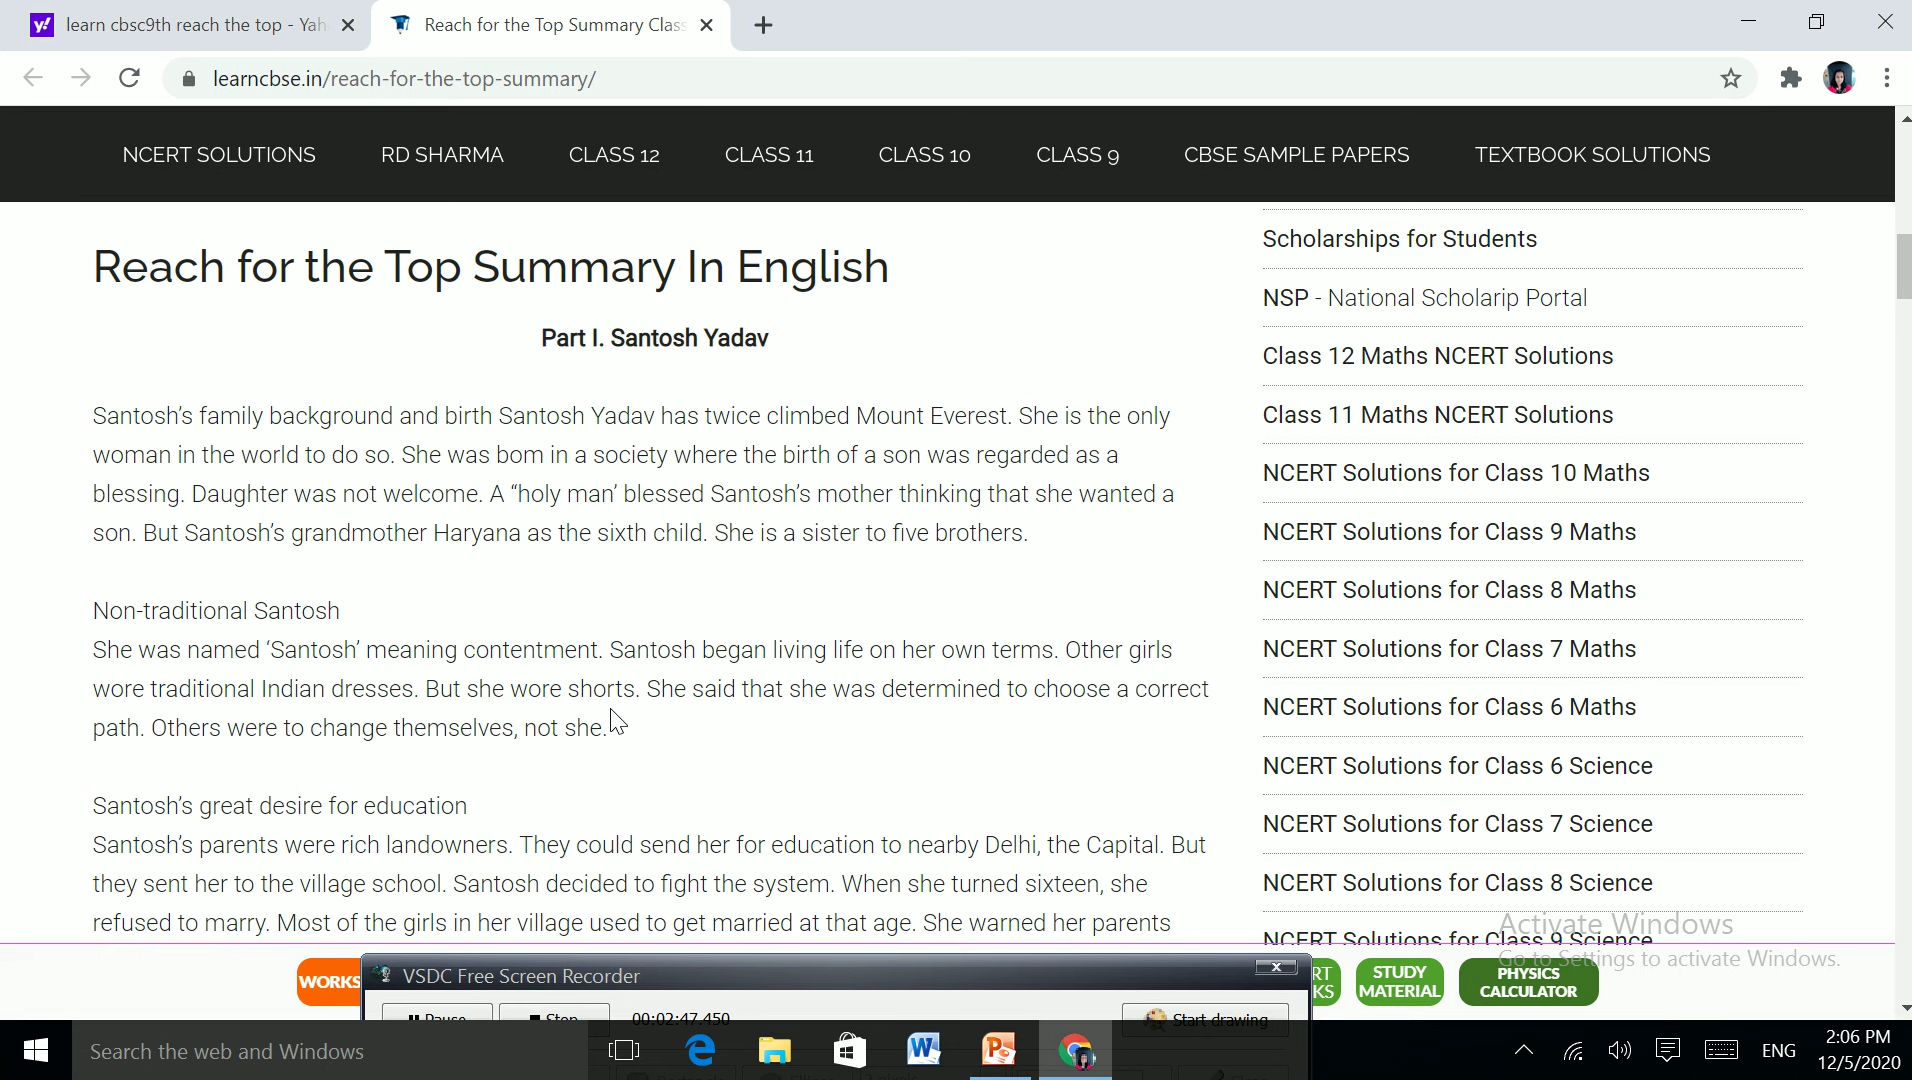 learn cbsc9th reach the top - Yah
Reach for the Top Summary Class
learncbse.in/reach-for-the-top-summary/
NCERT SOLUTIONS
RD SHARMA
CLASS 12
CLASS 11
CLASS 10
CLASS 9
CBSE SAMPLE PAPERS
TEXTBOOK SOLUTIONS
Reach for the Top Summary In English
Part I. Santosh Yadav
Santosh's family background and birth Santosh Yadav has twice climbed Mount Everest. She is the only
woman in the world to do so. She was bom in a society where the birth of a son was regarded as a
blessing. Daughter was not welcome. A “holy man’ blessed Santosh's mother thinking that she wanted a
son. But Santosh's grandmother Haryana as the sixth child. She is a sister to five brothers.
Non-traditional Santosh
She was named ‘Santosh’ meaning contentment. Santosh began living life on her own terms. Other girls
wore traditional Indian dresses. But she wore shorts. She said that she was determined to choose a correct
path. Others were to change themselves, not she.
Santosh's great desire for education
Santosh's parents were rich landowners. They could send her for education to nearby Delhi, the Capital. But
they sent her to the village school. Santosh decided to fight the system. When she turned sixteen, she
refused to marry. Most of the girls in her village used to get married at that age. She warned her parents
Scholarships for Students
NSP - National Scholarip Portal
Class 12 Maths NCERT Solutions
Class 11 Maths NCERT Solutions
NCERT Solutions for Class 10 Maths
NCERT Solutions for Class 9 Maths
NCERT Solutions for Class 8 Maths
NCERT Solutions for Class 7 Maths
NCERT Solutions for Class 6 Maths
NCERT Solutions for Class 6 Science
NCERT Solutions for Class 7 Science
NCERT Solutions for Class 8 Science
NCERT Solutions for Class 9 Science
Activate Windows
Go to Settings to activate Windows.
WORKS
RT
KS
STUDY
MATERIAL
PHYSICS
CALCULATOR
VSDC Free Screen Recorder
Pause
Stop
00:02:47.450
Start drawing
Search the web and Windows
ENG
2:06 PM
12/5/2020